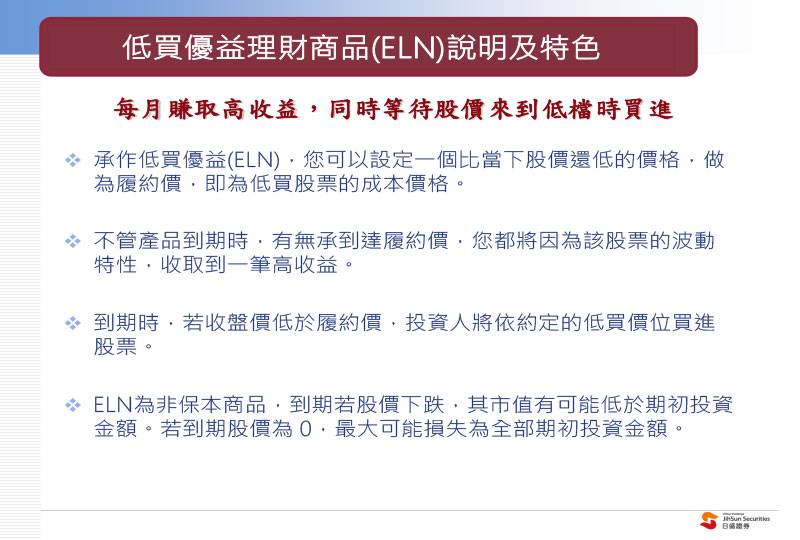 低買優益理財商品(ELN)說明及特色
每月賺取高收益，同時等待股價來到低檔時買進
承作低買優益(ELN)，您可以設定一個比當下股價還低的價格，做
為履約價，即為低買股票的成本價格。
不管產品到期時，有無承到達履約價，您都將因為該股票的波動
特性，收取到一筆高收益。
到期時，若收盤價低於履約價，投資人將依約定的低買價位買進
股票。
ELN為非保本商品，到期若股價下跌，其市值有可能低於期初投資
金額。若到期股價為 0，最大可能損失為全部期初投資金額。
JihSun Securities
日盛證券